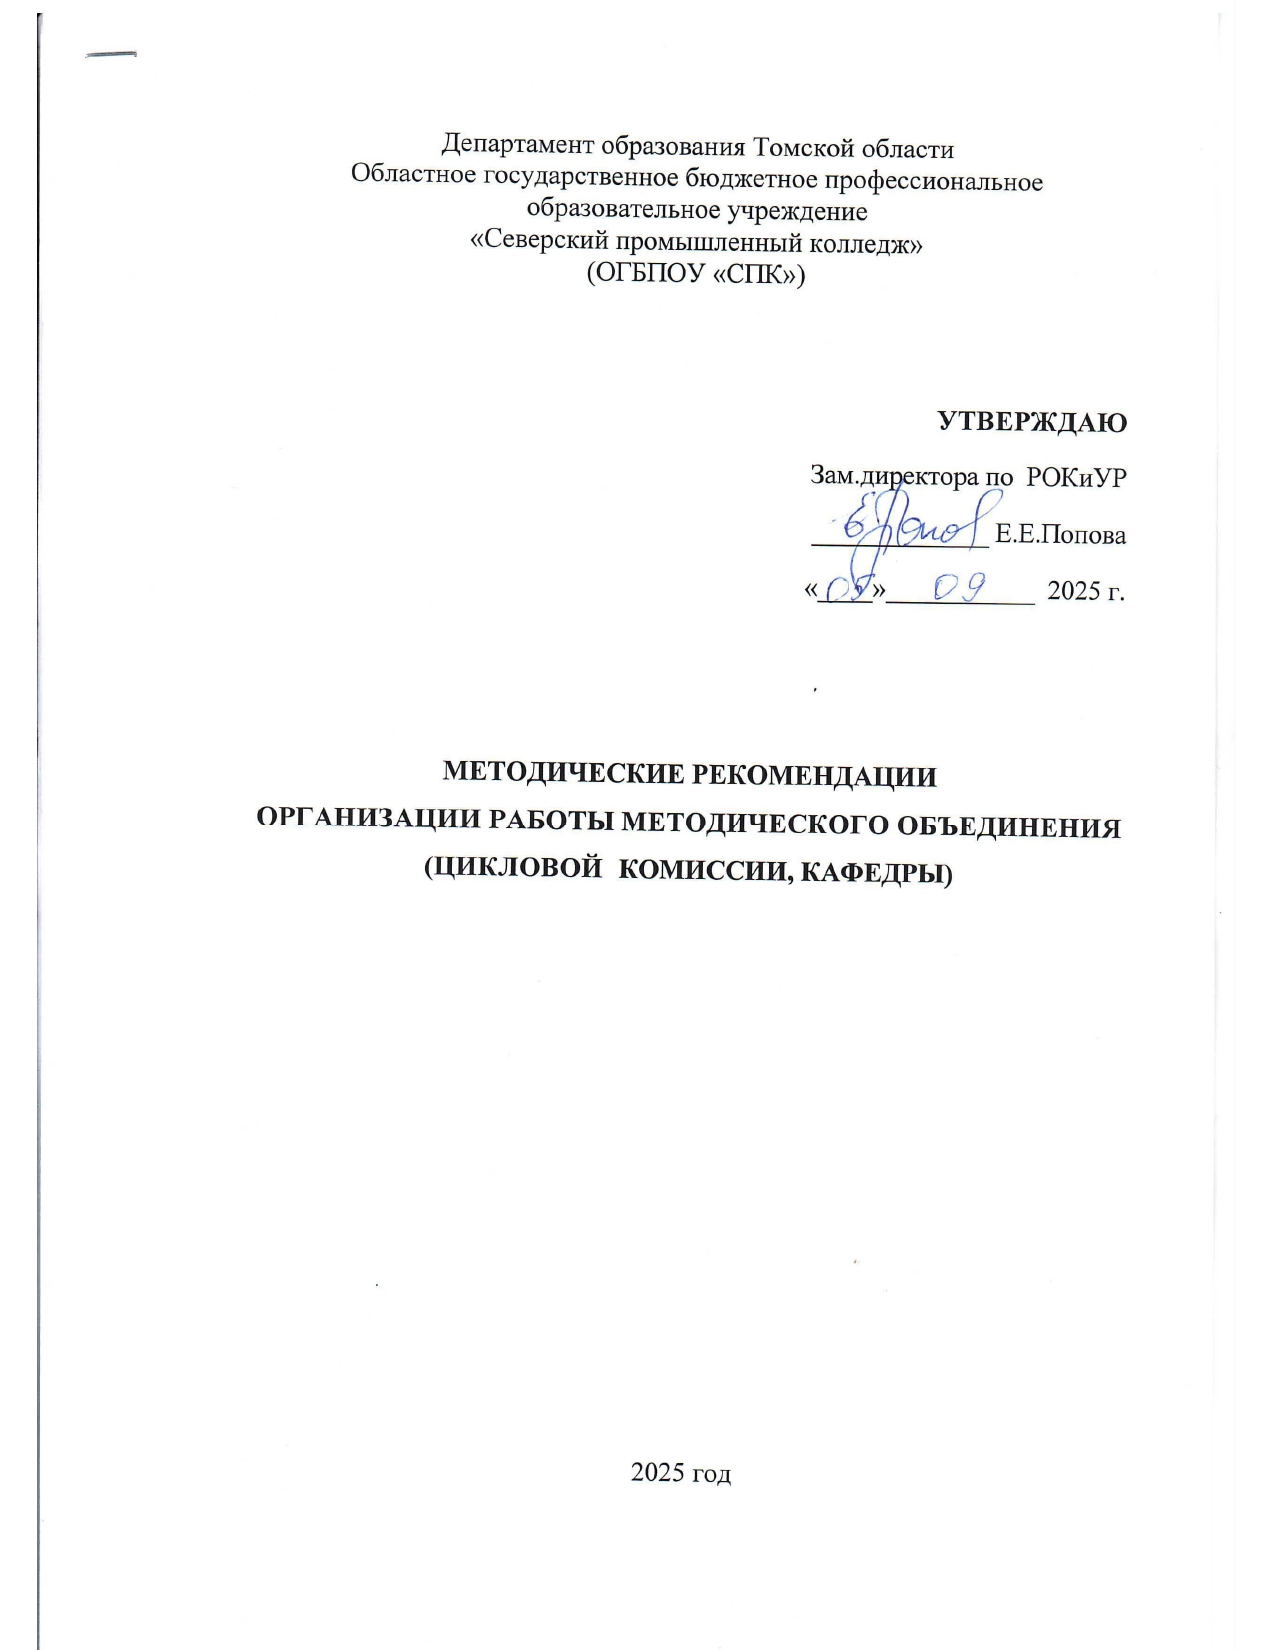 Департамент образования Томской области
Областное государственное бюджетное профессиональное
образовательное учреждение
«Северский промышленный колледж»
(ОГБПОУ «СПК»)
УТВЕРЖДАЮ
Зам.директора по РОКиУР
Е.Е.Попова
«05» 09 2025 г.
МЕТОДИЧЕСКИЕ РЕКОМЕНДАЦИИ
ОРГАНИЗАЦИИ РАБОТЫ МЕТОДИЧЕСКОГО ОБЪЕДИНЕНИЯ
(ЦИКЛОВОЙ КОМИССИИ, КАФЕДРЫ)
2025 год